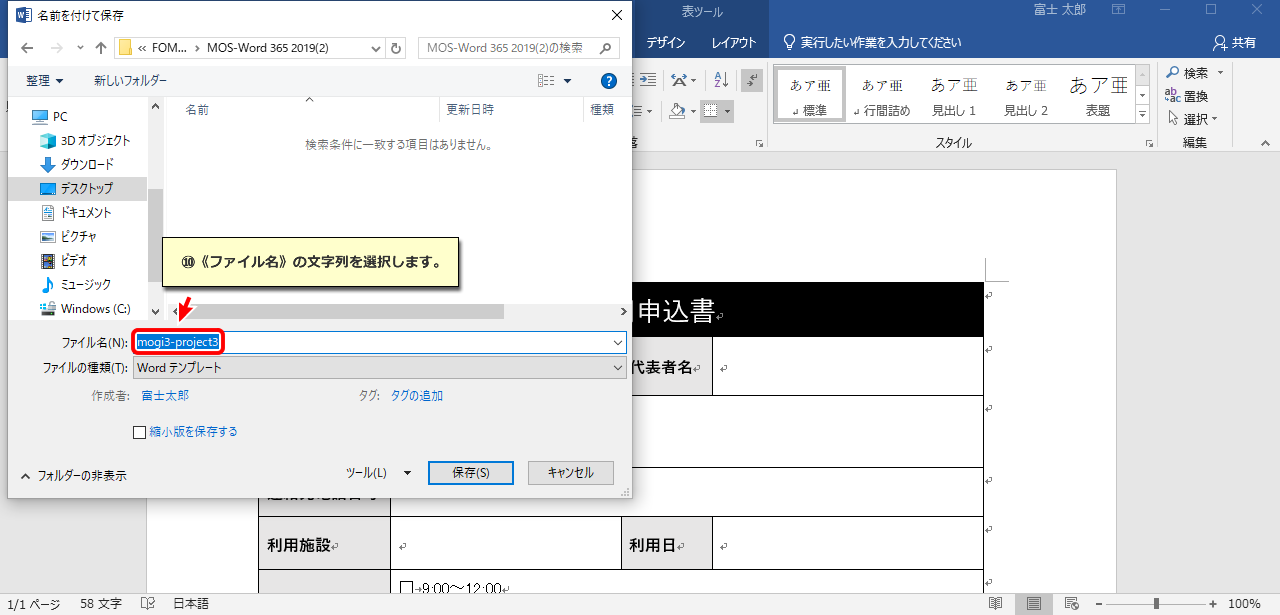 名前を付けて保存
« FOM... › MOS-Word 365 2019(2)
MOS-Word 365 2019(2)の検索
整理
新しいフォルダー
PC
3D オブジェクト
ダウンロード
デスクトップ
ドキュメント
ピクチャ
ビデオ
ミュージック
Windows (C:)
名前
更新日時
種類
検索条件に一致する項目はありません。
⑩《ファイル名》の文字列を選択します。
ファイル名(N):
mogi3-project3
ファイルの種類(T):
Word テンプレート
作成者:
富士太郎
タグ:
タグの追加
縮小版を保存する
フォルダーの非表示
ツール(L)
保存(S)
キャンセル
表ツール
富士 太郎
デザイン
レイアウト
実行したい作業を入力してください
共有
あア亜
↲標準
あア亜
↲行間詰め
あア亜
見出し 1
あア亜
見出し 2
あア亜
表題
スタイル
検索
置換
選択
編集
申込書
代表者名
利用施設
利用日
□→9:00～12:00
1/1 ページ
58 文字
日本語
100%